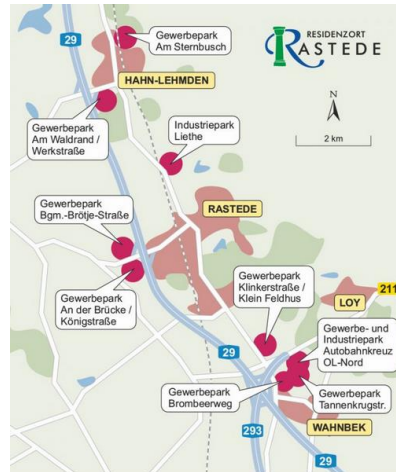 29
Gewerbepark
Am Sternbusch
RESIDENZORT
RASTEDE
HAHN-LEHMDEN
N
2 km
Gewerbepark
Am Waldrand /
Werkstraße
Industriepark
Liethe
RASTEDE
Gewerbepark
Bgm.-Brötje-Straße
Gewerbepark
An der Brücke /
Königstraße
Gewerbepark
Klinkerstraße /
Klein Feldhus
211
LOY
29
Gewerbe- und
Industriepark
Autobahnkreuz
OL-Nord
Gewerbepark
Brombeerweg
Gewerbepark
Tannenkrugstr.
WAHNBEK
293
29